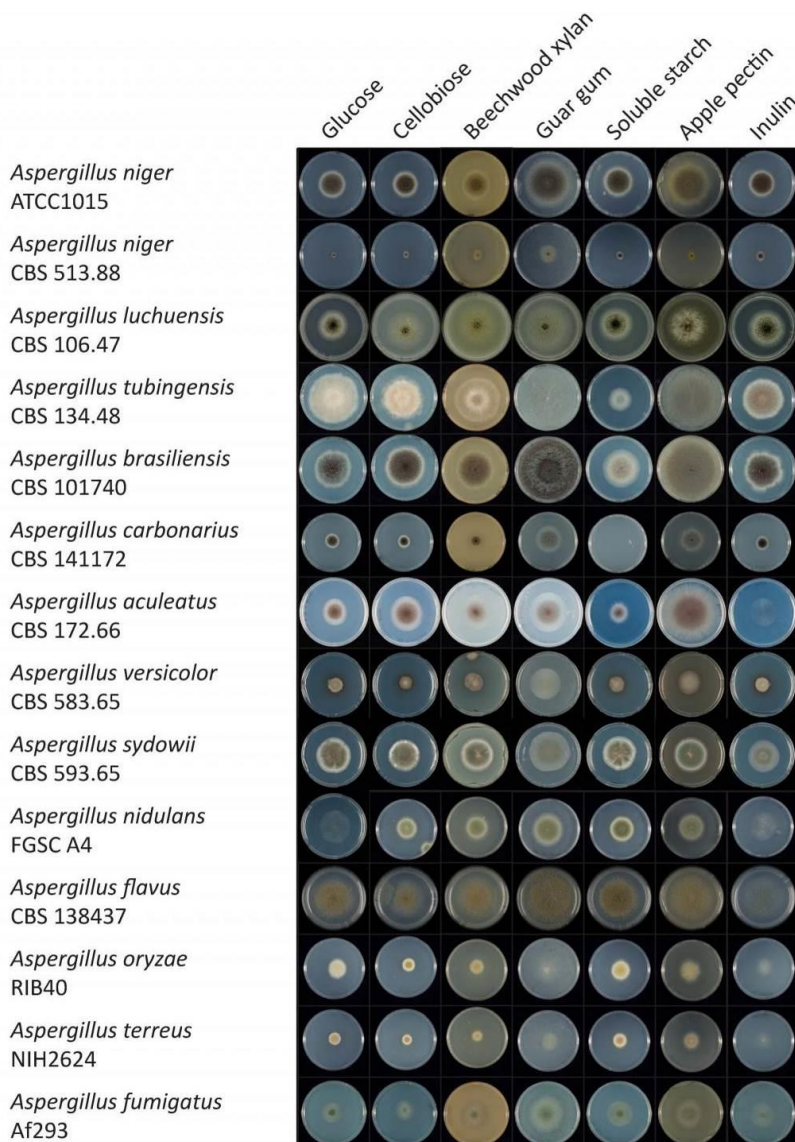 Glucose
Cellobiose
Beechwood xylan
Guar gum
Soluble starch
Apple pectin
Inulin
Aspergillus niger
ATCC1015
Aspergillus niger
CBS 513.88
Aspergillus luchuensis
CBS 106.47
Aspergillus tubingensis
CBS 134.48
Aspergillus brasiliensis
CBS 101740
Aspergillus carbonarius
CBS 141172
Aspergillus aculeatus
CBS 172.66
Aspergillus versicolor
CBS 583.65
Aspergillus sydowii
CBS 593.65
Aspergillus nidulans
FGSC A4
Aspergillus flavus
CBS 138437
Aspergillus oryzae
RIB40
Aspergillus terreus
NIH2624
Aspergillus fumigatus
Af293